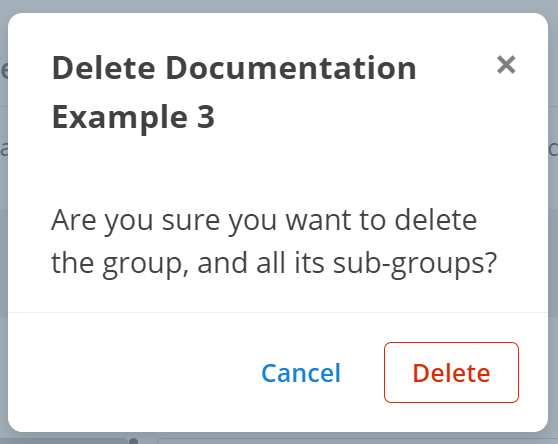 Delete Documentation
Example 3
×
Are you sure you want to delete
the group, and all its sub-groups?
Cancel
Delete